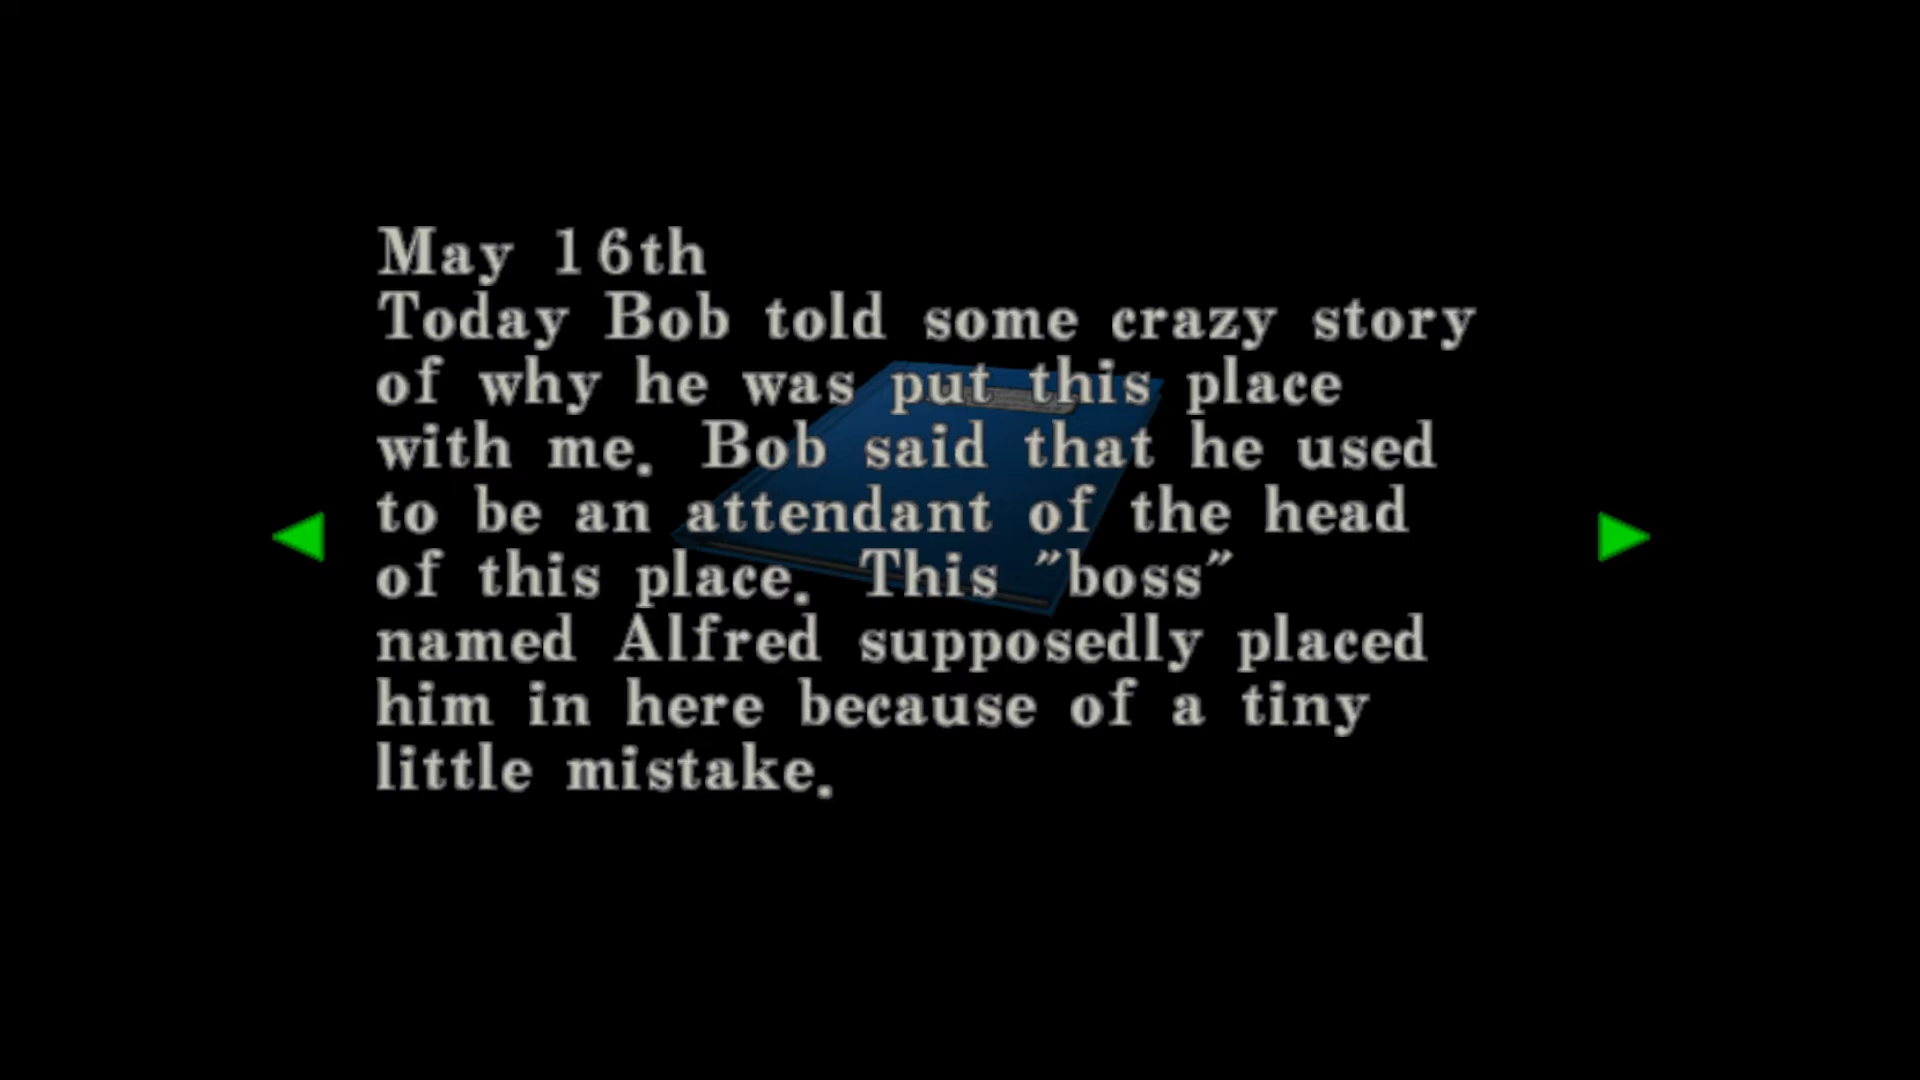 May 16th
Today Bob told some crazy story
of why he was put this place
with me. Bob said that he used
to be an attendant of the head
of this place. This "boss"
named Alfred supposedly placed
him in here because of a tiny
little mistake.